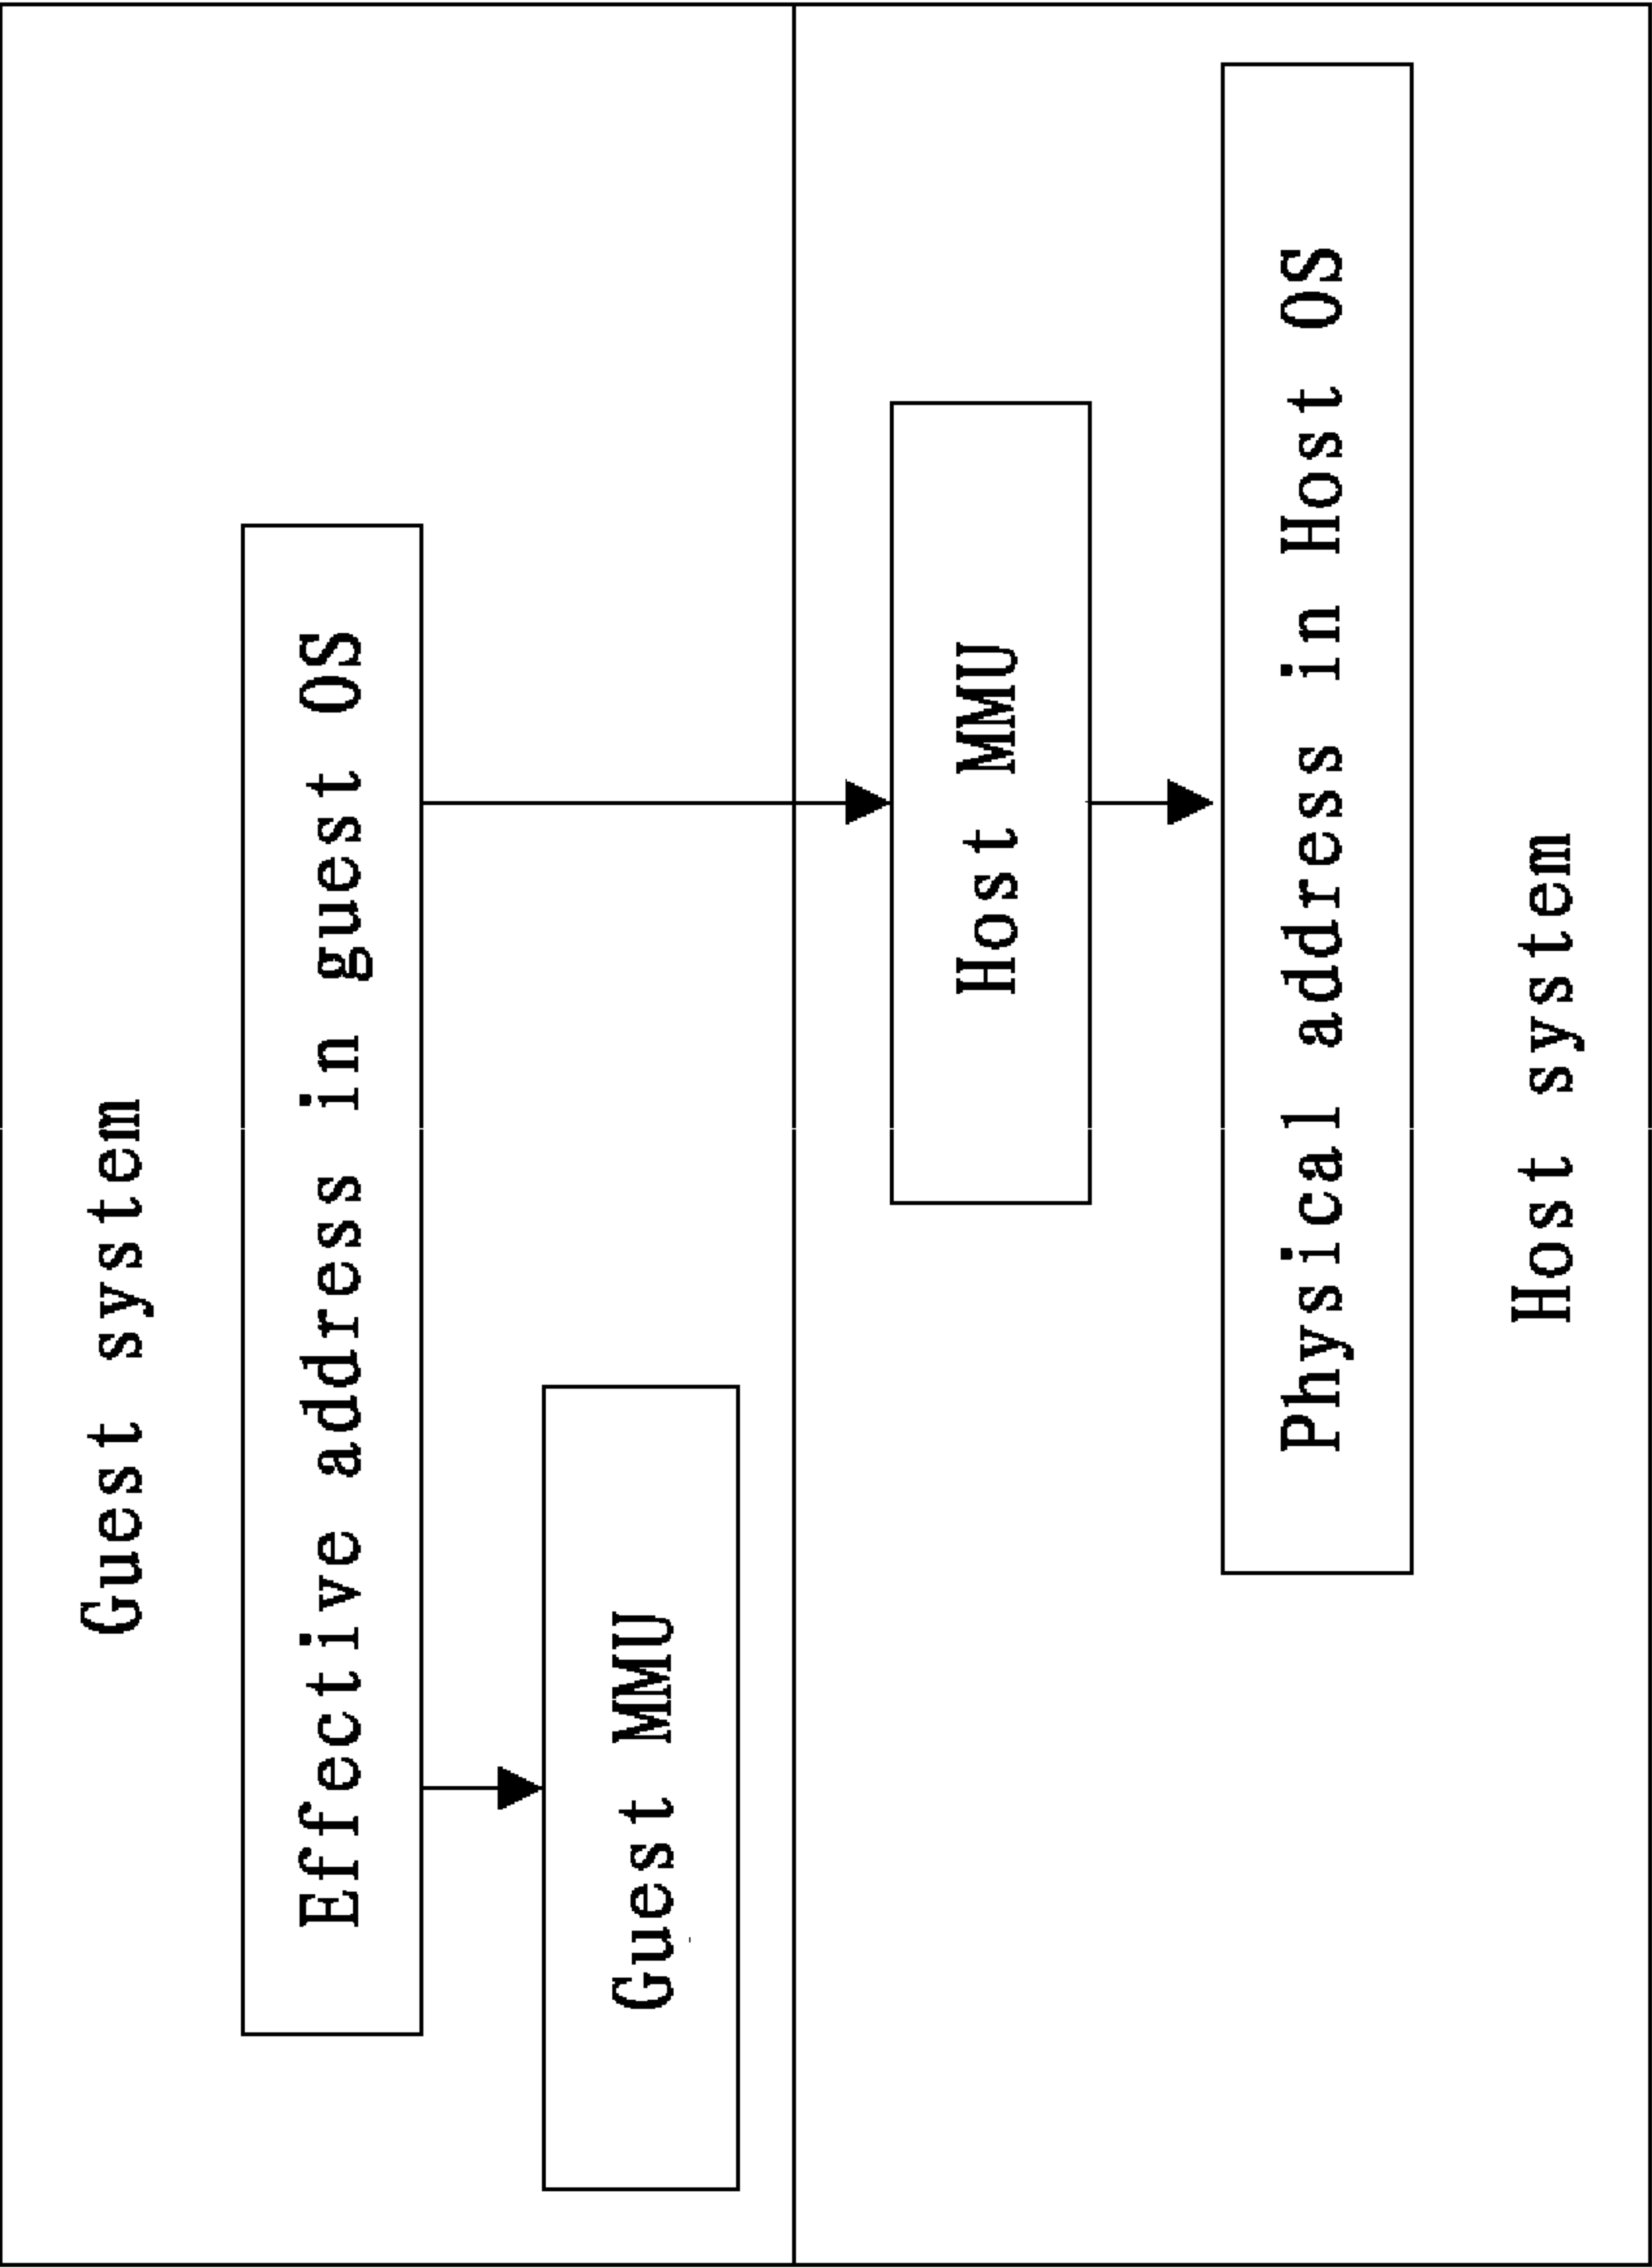 Guest system
Effective address in guest OS
Guest MMU
Host MMU
Physical address in Host OS
Host system